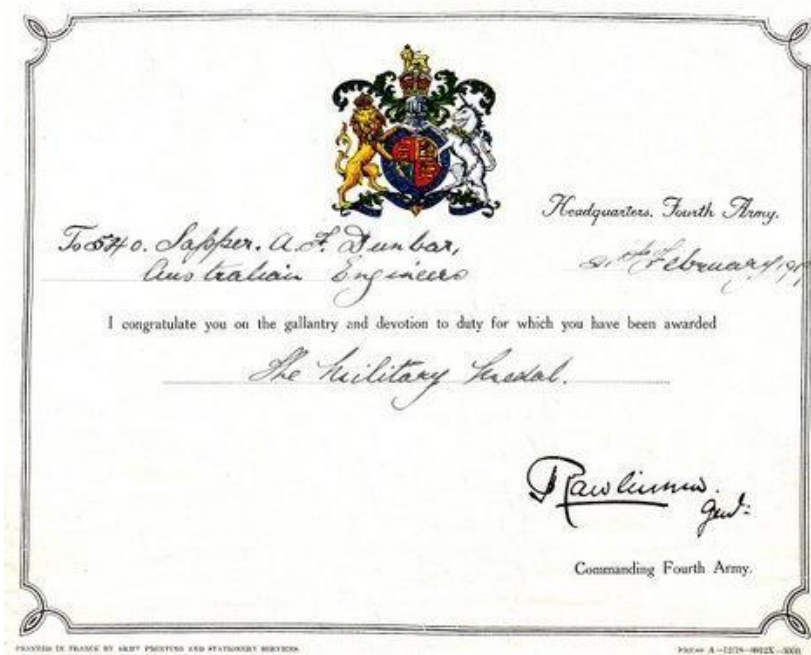 Headquarters, Fourth Army.
To 540. Sapper. A. F. Dunbar,
Australian Engineers
February
I congratulate you on the gallantry and devotion to duty for which you have been awarded
The Military Medal.
Rawlinson. Genl:
Commanding Fourth Army.
PRINTED IN FRANCE BY ARMY PRINTING AND STATIONERY SERVICES